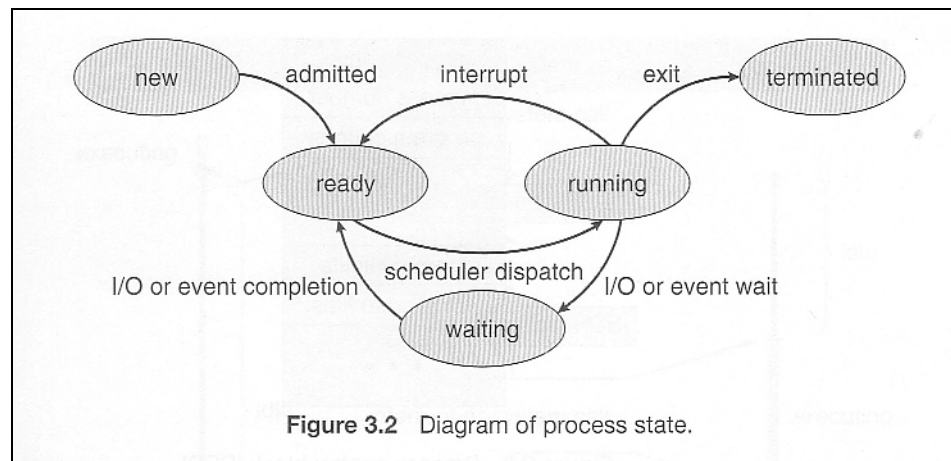 new
admitted
interrupt
exit
terminated
ready
running
scheduler dispatch
I/O or event completion
I/O or event wait
waiting
Figure 3.2 Diagram of process state.